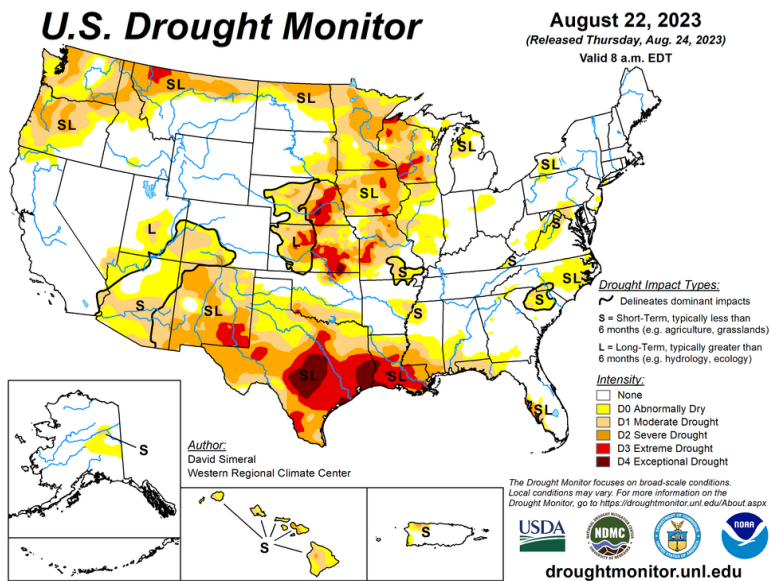 U.S. Drought Monitor
August 22, 2023
(Released Thursday, Aug. 24, 2023)
Valid 8 a.m. EDT
SL
SL
SL
SL
SL
SL
L
L
S
SL
S
S
S
S
SL
S
SL
SL
SL
S
S
S
Author:
David Simeral
Western Regional Climate Center
Drought Impact Types:
Delineates dominant impacts
S = Short-Term, typically less than
6 months (e.g. agriculture, grasslands)
L = Long-Term, typically greater than
6 months (e.g. hydrology, ecology)
Intensity:
None
D0 Abnormally Dry
D1 Moderate Drought
D2 Severe Drought
D3 Extreme Drought
D4 Exceptional Drought
The Drought Monitor focuses on broad-scale conditions.
Local conditions may vary. For more information on the
Drought Monitor, go to https://droughtmonitor.unl.edu/About.aspx
USDA
NDMC
NOAA
droughtmonitor.unl.edu